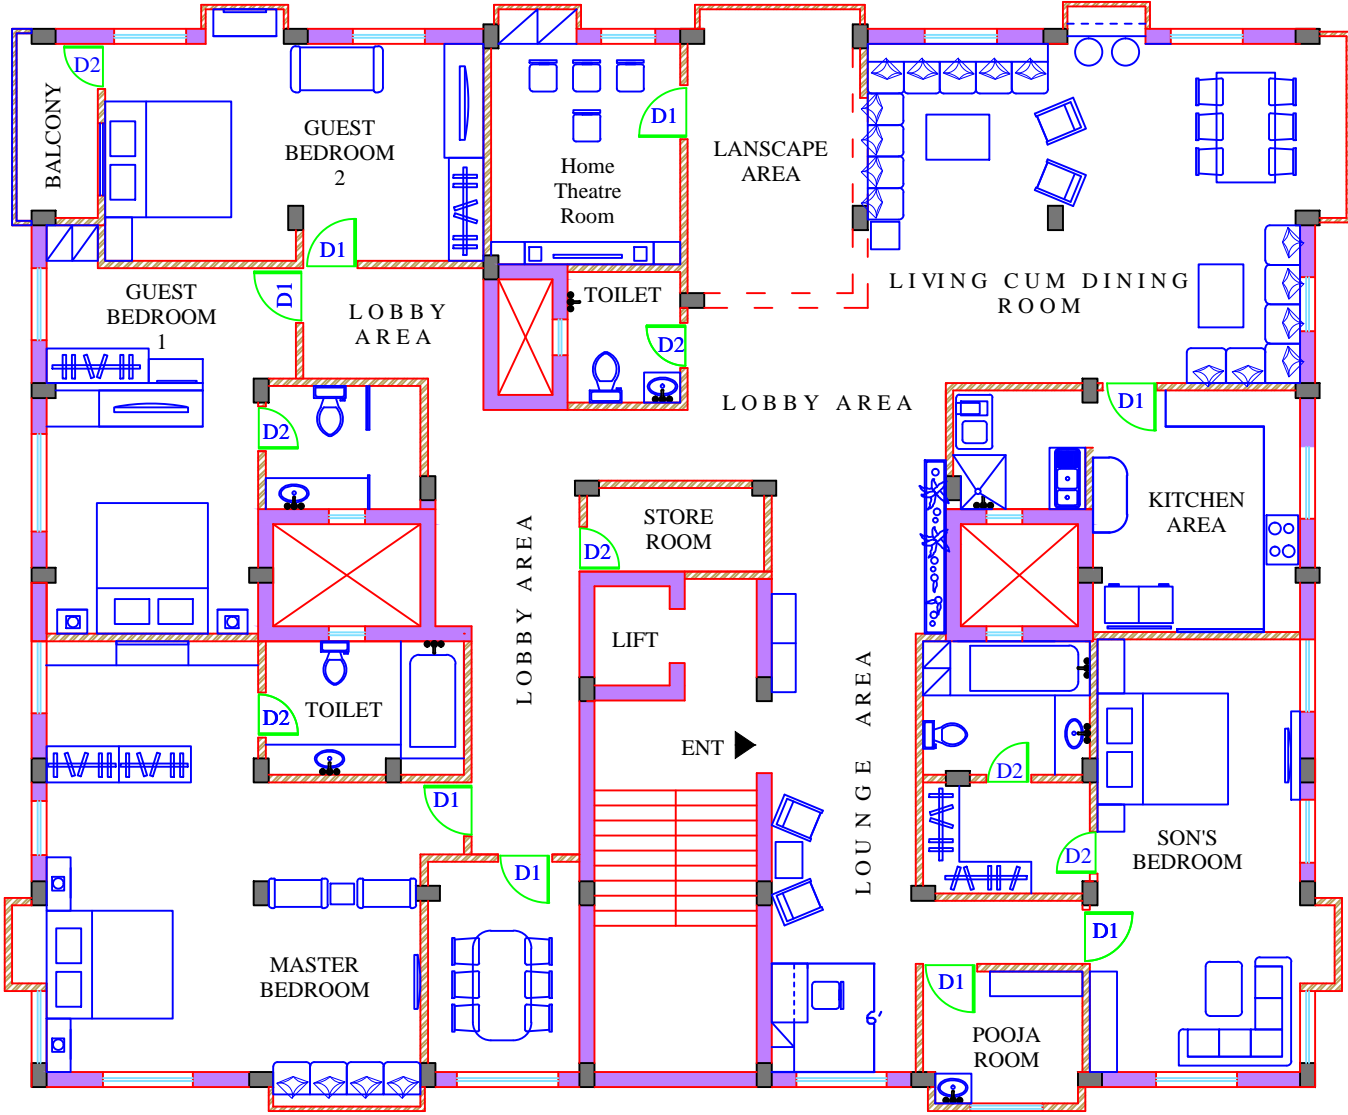 D2
BALCONY
GUEST
BEDROOM
2
D1
Home
Theatre
Room
D1
LANSCAPE
AREA
LIVING CUM DINING
ROOM
GUEST
BEDROOM
1
D1
LOBBY
AREA
TOILET
D2
LOBBY AREA
D2
D1
KITCHEN
AREA
STORE
ROOM
D2
LOBBY AREA
LIFT
TOILET
D2
ENT
LOUNGE AREA
D2
D2
SON'S
BEDROOM
D1
D1
D1
MASTER
BEDROOM
D1
6'
POOJA
ROOM